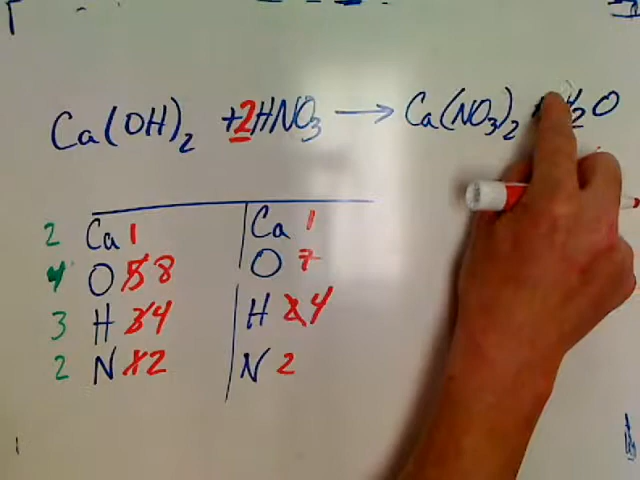 Ca(OH)₂ + 2HNO₃ → Ca(NO₃)₂ H₂O
2 Ca 1 Ca 1
4 O 5 8 O 7
3 H 3 4 H 2 4
2 N 1 2 N 2